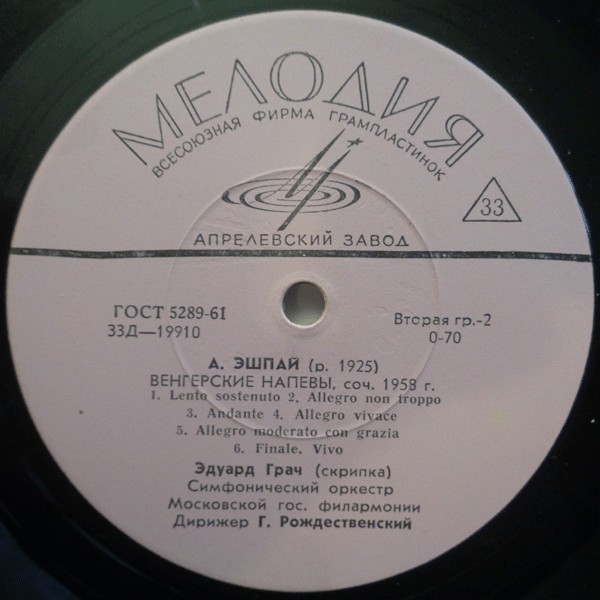 МЕЛОДИЯ
ВСЕСОЮЗНАЯ ФИРМА ГРАМПЛАСТИНОК
33
АПРЕЛЕВСКИЙ ЗАВОД
ГОСТ 5289-61
33Д—19910
Вторая гр.-2
0-70
А. ЭШПАЙ (р. 1925)
ВЕНГЕРСКИЕ НАПЕВЫ, соч. 1958 г.
1. Lento sostenuto 2. Allegro non troppo
3. Andante 4. Allegro vivace
5. Allegro moderato con grazia
6. Finale. Vivo
Эдуард Грач (скрипка)
Симфонический оркестр
Московской гос. филармонии
Дирижер Г. Рождественский